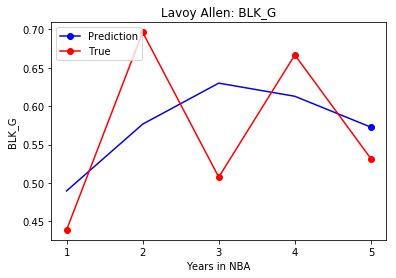 Lavoy Allen: BLK_G
Prediction
True
0.70
0.65
0.60
0.55
0.50
0.45
BLK_G
1 2 3 4 5
Years in NBA